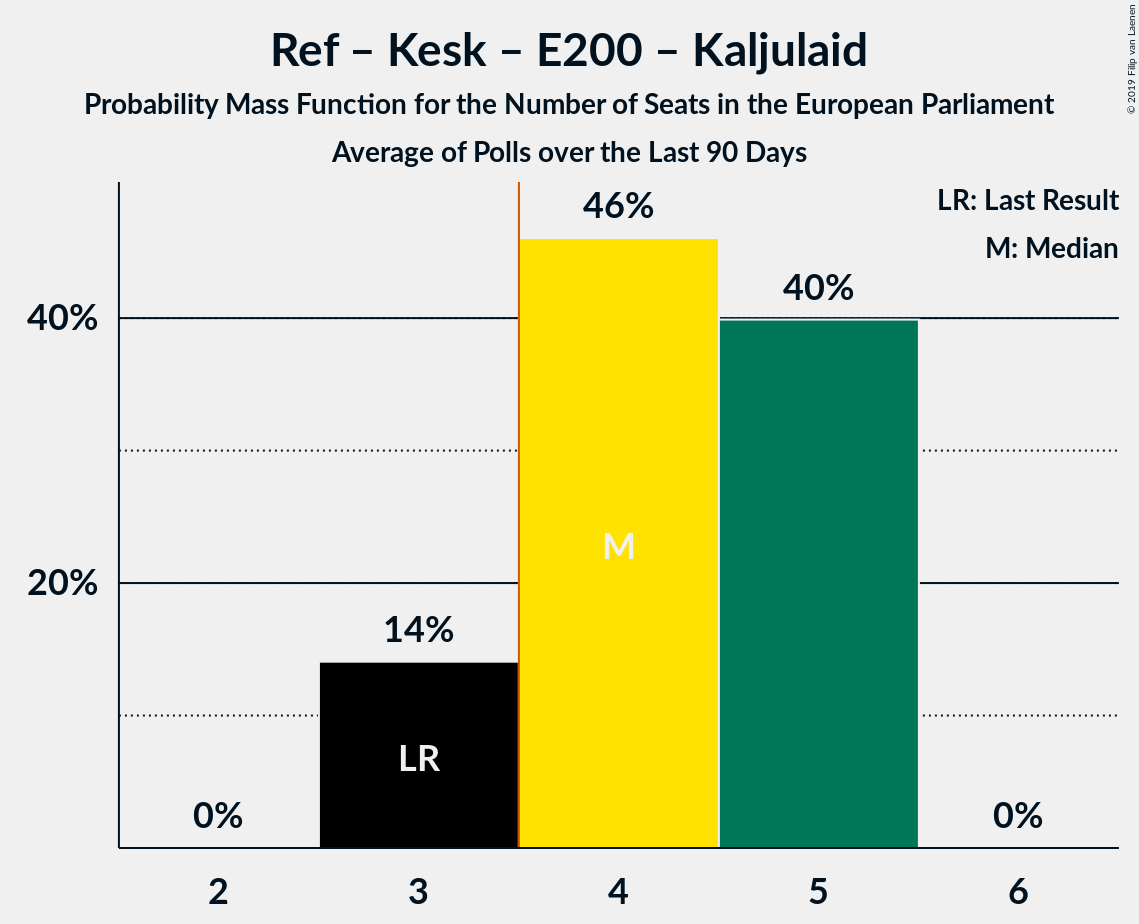 Ref – Kesk – E200 – Kaljulaid
Probability Mass Function for the Number of Seats in the European Parliament
Average of Polls over the Last 90 Days
© 2019 Filip van Laenen
LR: Last Result
M: Median
46%
40%
40%
20%
14%
0%
0%
M
LR
2
3
4
5
6